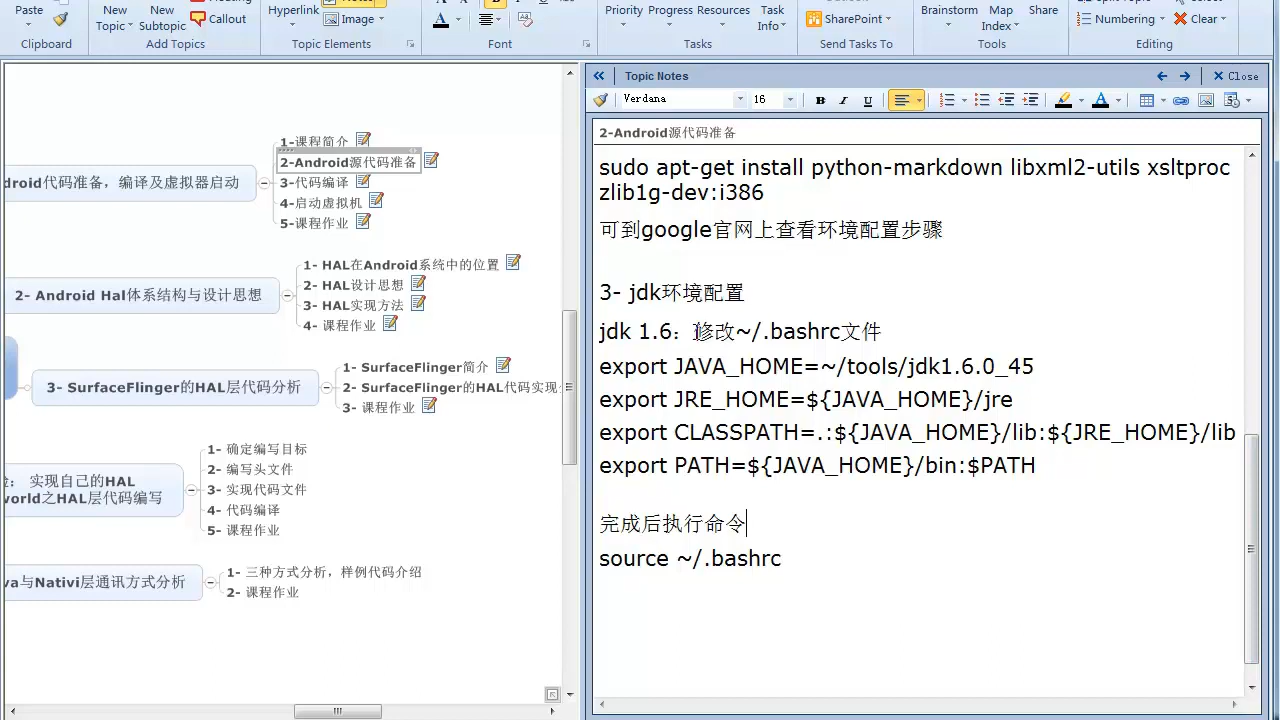 Paste
New
Topic
New
Subtopic
Callout
Hyperlink
Image
Priority
Progress
Resources
Task
Info
SharePoint
Brainstorm
Map
Index
Share
Numbering
Clear
Clipboard
Add Topics
Topic Elements
Font
Tasks
Send Tasks To
Tools
Editing
Topic Notes
Close
Verdana
16
B I U
2-Android源代码准备
sudo apt-get install python-markdown libxml2-utils xsltproc
zlib1g-dev:i386
可到google官网上查看环境配置步骤
3- jdk环境配置
jdk 1.6：修改~/.bashrc文件
export JAVA_HOME=~/tools/jdk1.6.0_45
export JRE_HOME=${JAVA_HOME}/jre
export CLASSPATH=.:${JAVA_HOME}/lib:${JRE_HOME}/lib
export PATH=${JAVA_HOME}/bin:$PATH
完成后执行命令
source ~/.bashrc
droid代码准备，编译及虚拟器启动
1-课程简介
2-Android源代码准备
3-代码编译
4-启动虚拟机
5-课程作业
2- Android Hal体系结构与设计思想
1- HAL在Android系统中的位置
2- HAL设计思想
3- HAL实现方法
4- 课程作业
3- SurfaceFlinger的HAL层代码分析
1- SurfaceFlinger简介
2- SurfaceFlinger的HAL代码实现
3- 课程作业
： 实现自己的HAL
world之HAL层代码编写
1- 确定编写目标
2- 编写头文件
3- 实现代码文件
4- 代码编译
5- 课程作业
va与Nativi层通讯方式分析
1- 三种方式分析，样例代码介绍
2- 课程作业